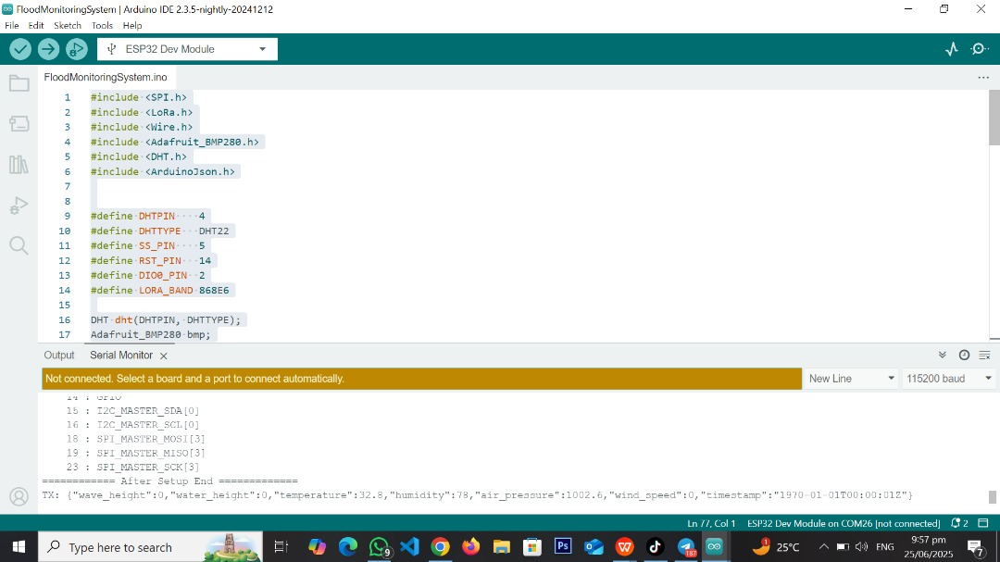 FloodMonitoringSystem | Arduino IDE 2.3.5-nightly-20241212
File Edit Sketch Tools Help
ESP32 Dev Module
FloodMonitoringSystem.ino
1 #include <SPI.h>
2 #include <LoRa.h>
3 #include <Wire.h>
4 #include <Adafruit_BMP280.h>
5 #include <DHT.h>
6 #include <ArduinoJson.h>
7
8
9 #define DHTPIN 4
10 #define DHTTYPE DHT22
11 #define SS_PIN 5
12 #define RST_PIN 14
13 #define DIO0_PIN 2
14 #define LORA_BAND 868E6
15
16 DHT dht(DHTPIN, DHTTYPE);
17 Adafruit_BMP280 bmp;
Output Serial Monitor
Not connected. Select a board and a port to connect automatically. New Line 115200 baud
14 : GPIO
15 : I2C_MASTER_SDA[0]
16 : I2C_MASTER_SCL[0]
18 : SPI_MASTER_MOSI[3]
19 : SPI_MASTER_MISO[3]
23 : SPI_MASTER_SCK[3]
============ After Setup End =============
TX: {"wave_height":0,"water_height":0,"temperature":32.8,"humidity":78,"air_pressure":1002.6,"wind_speed":0,"timestamp":"1970-01-01T00:00:01Z"}
Ln 77, Col 1 ESP32 Dev Module on COM26 [not connected] 2
Type here to search 9 Ps W 187 1 25°C ENG 9:57 pm 7
25/06/2025